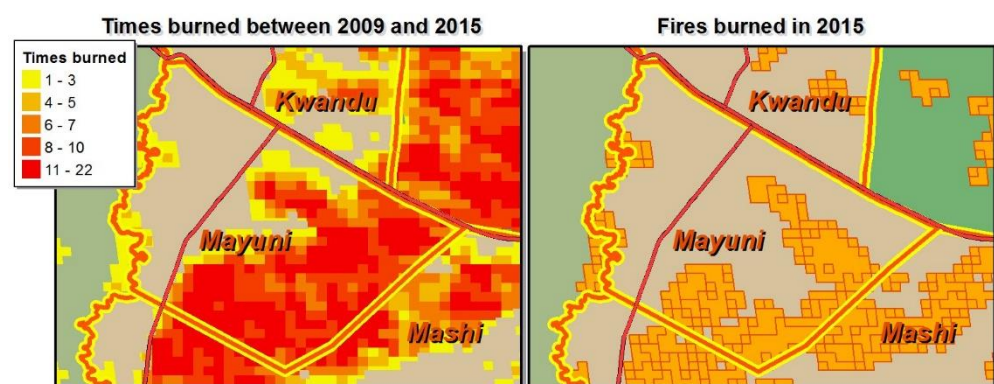 Times burned between 2009 and 2015
Times burned
1 - 3
4 - 5
6 - 7
8 - 10
11 - 22
Kwandu
Mayuni
Mashi
Fires burned in 2015
Kwandu
Mayuni
Mashi